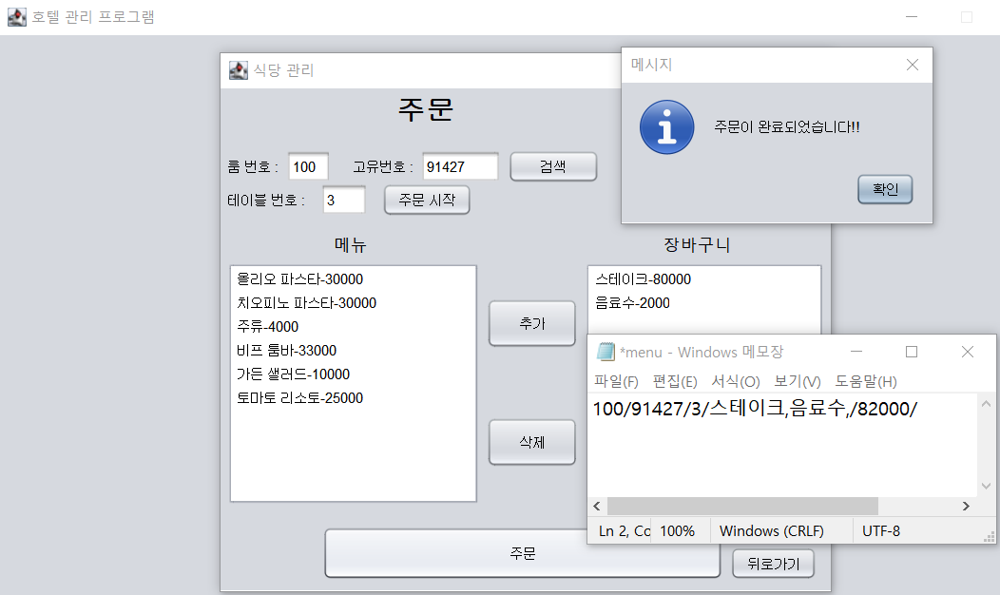 호텔 관리 프로그램
식당 관리
주문
룸 번호 : 100 고유번호 : 91427 검색
테이블 번호 : 3 주문 시작
메뉴
올리오 파스타-30000
치오피노 파스타-30000
주류-4000
비프 룸바-33000
가든 샐러드-10000
토마토 리소토-25000
추가
삭제
장바구니
스테이크-80000
음료수-2000
주문
뒤로가기
메시지
주문이 완료되었습니다!!
확인
*menu - Windows 메모장
파일(F) 편집(E) 서식(O) 보기(V) 도움말(H)
100/91427/3/스테이크,음료수,/82000/
Ln 2, Co 100% Windows (CRLF) UTF-8